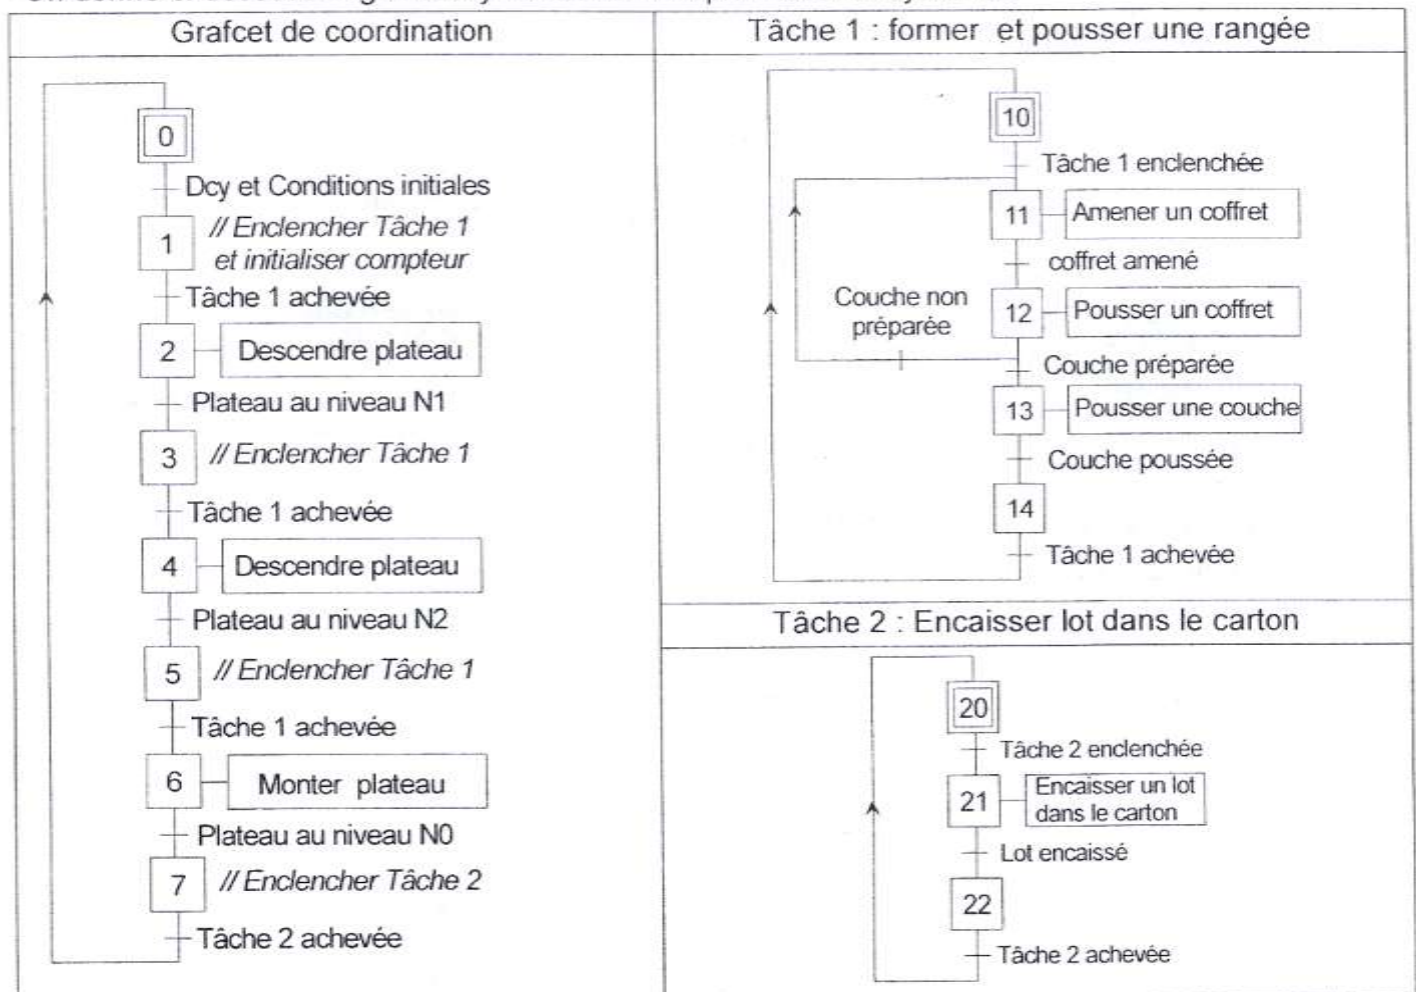 Grafcet de coordination
0
Dcy et Conditions initiales
1
// Enclencher Tâche 1
et initialiser compteur
Tâche 1 achevée
2
Descendre plateau
Plateau au niveau N1
3
// Enclencher Tâche 1
Tâche 1 achevée
4
Descendre plateau
Plateau au niveau N2
5
// Enclencher Tâche 1
Tâche 1 achevée
6
Monter plateau
Plateau au niveau N0
7
// Enclencher Tâche 2
Tâche 2 achevée
Tâche 1 : former et pousser une rangée
10
Tâche 1 enclenchée
11
Amener un coffret
coffret amené
12
Pousser un coffret
Couche non
préparée
Couche préparée
13
Pousser une couche
Couche poussée
14
Tâche 1 achevée
Tâche 2 : Encaisser lot dans le carton
20
Tâche 2 enclenchée
21
Encaisser un lot
dans le carton
Lot encaissé
22
Tâche 2 achevée